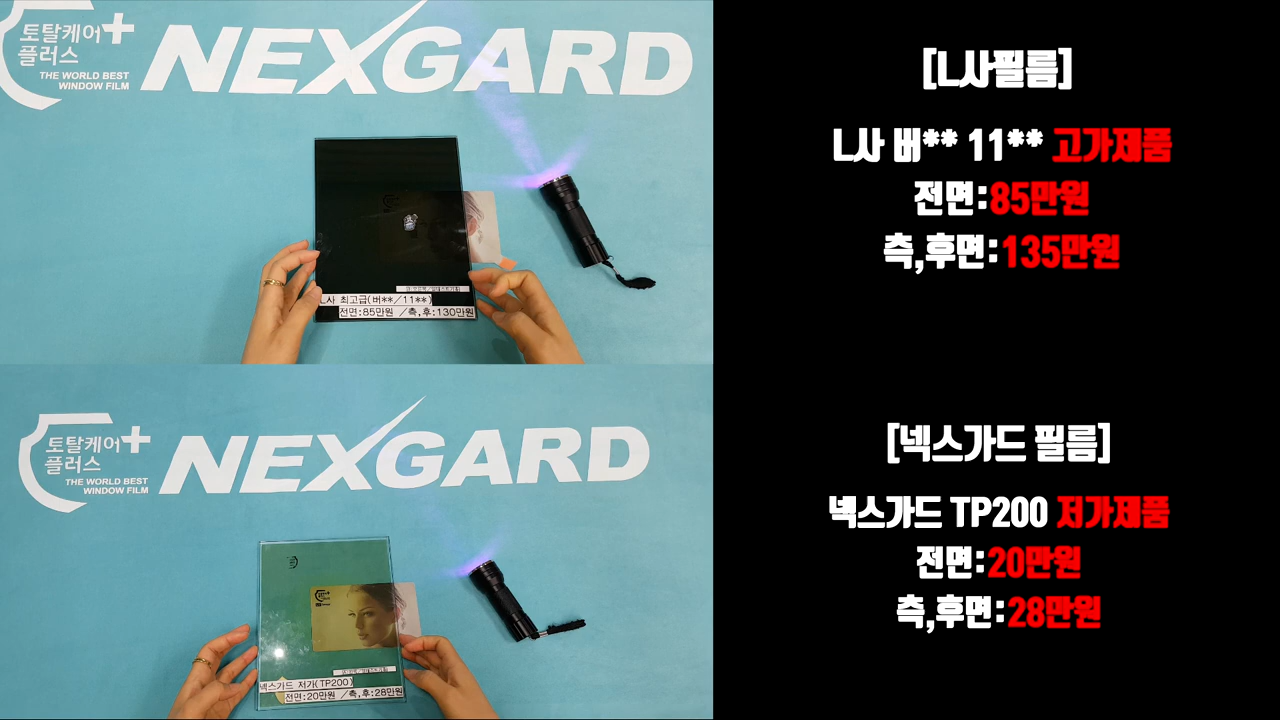 토탈케어+
플러스
THE WORLD BEST
WINDOW FILM
NEXGARD
L사 최고급(버**/11**)
전면:85만원 /측,후:130만원
[L사필름]
L사 버** 11** 고가제품
전면:85만원
측,후면:135만원
토탈케어+
플러스
THE WORLD BEST
WINDOW FILM
NEXGARD
넥스가드 저가(TP200)
전면:20만원 /측,후:28만원
[넥스가드 필름]
넥스가드 TP200 저가제품
전면:20만원
측,후면:28만원